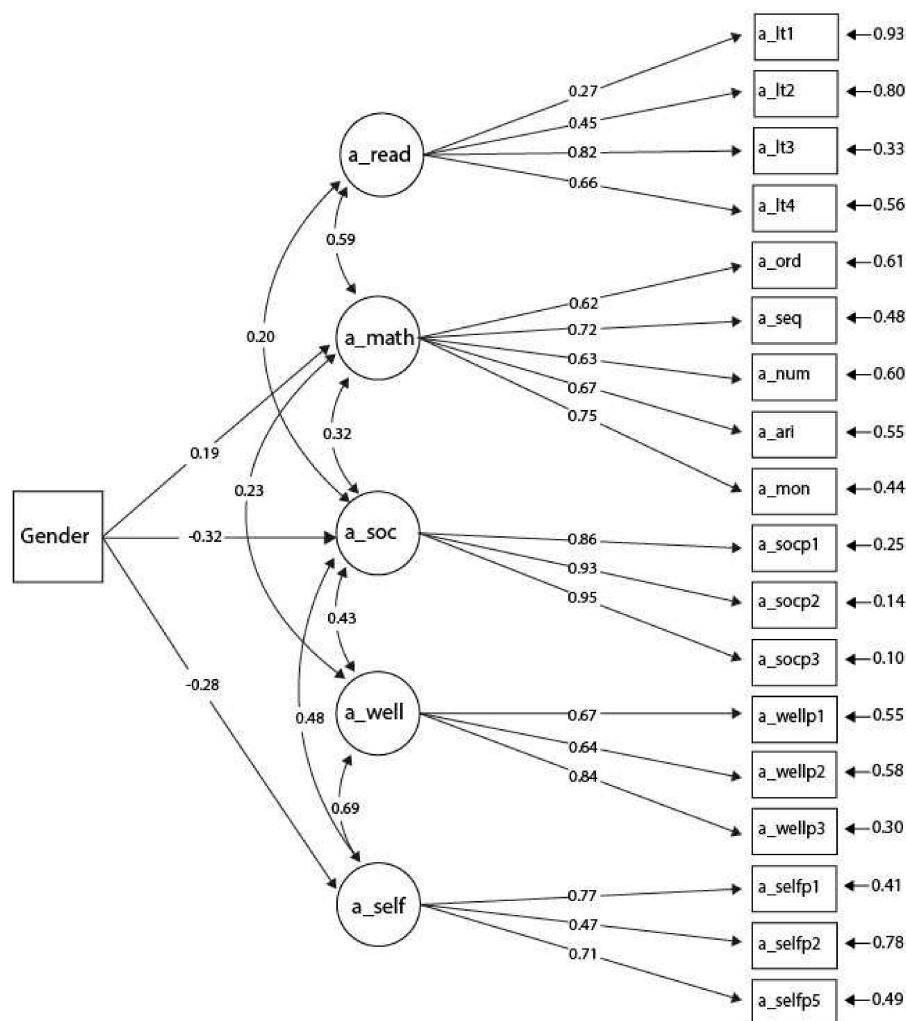 a_lt1
0.93
0.27
a_lt2
0.80
0.45
a_read
0.82
a_lt3
0.33
0.66
a_lt4
0.56
0.59
a_ord
0.61
0.62
0.20
a_math
0.72
a_seq
0.48
0.63
a_num
0.60
0.67
0.75
a_ari
0.55
0.32
0.19
0.23
a_mon
0.44
Gender
-0.32
a_soc
0.86
a_socp1
0.25
0.93
0.95
a_socp2
0.14
0.43
a_socp3
0.10
-0.28
0.48
a_well
0.67
a_wellp1
0.55
0.64
0.84
a_wellp2
0.58
0.69
a_wellp3
0.30
a_self
0.77
a_selfp1
0.41
0.47
0.71
a_selfp2
0.78
a_selfp5
0.49